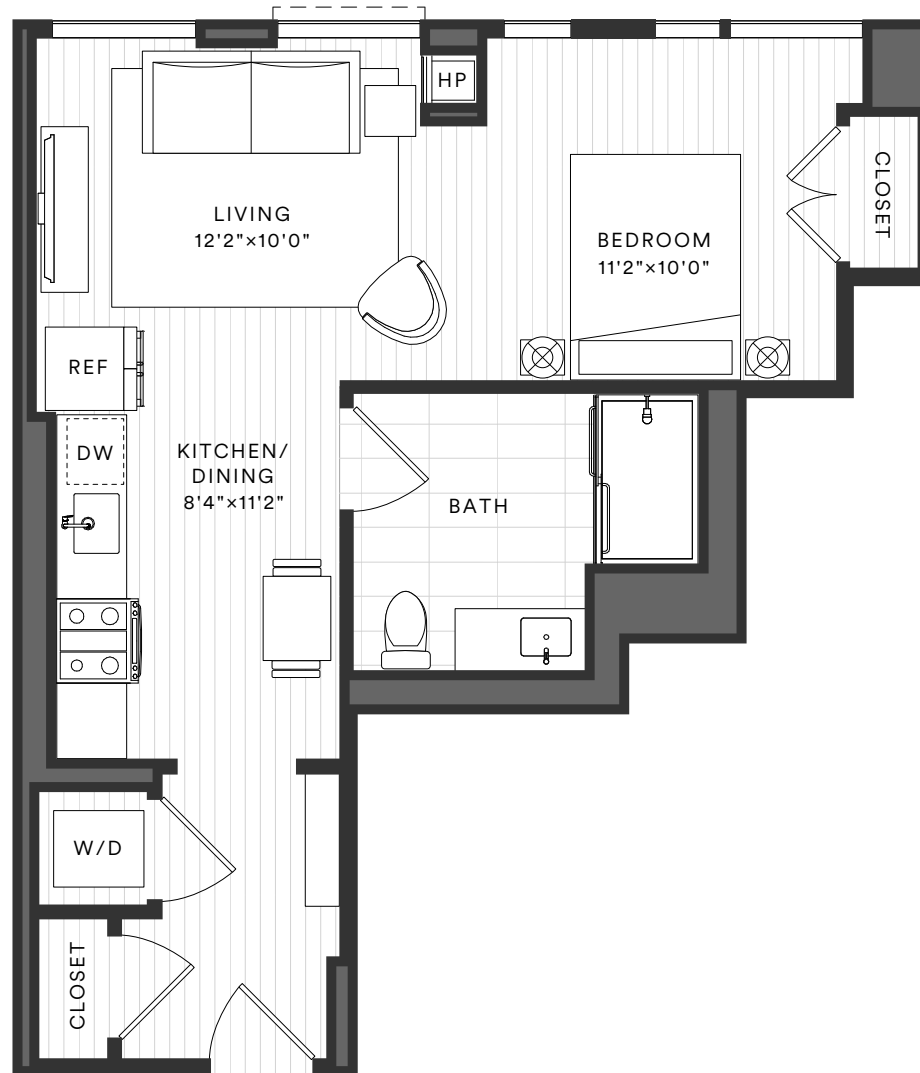 HP
LIVING
12'2"×10'0"
CLOSET
BEDROOM
11'2"×10'0"
REF
DW
KITCHEN/
DINING
8'4"×11'2"
BATH
W/D
CLOSET